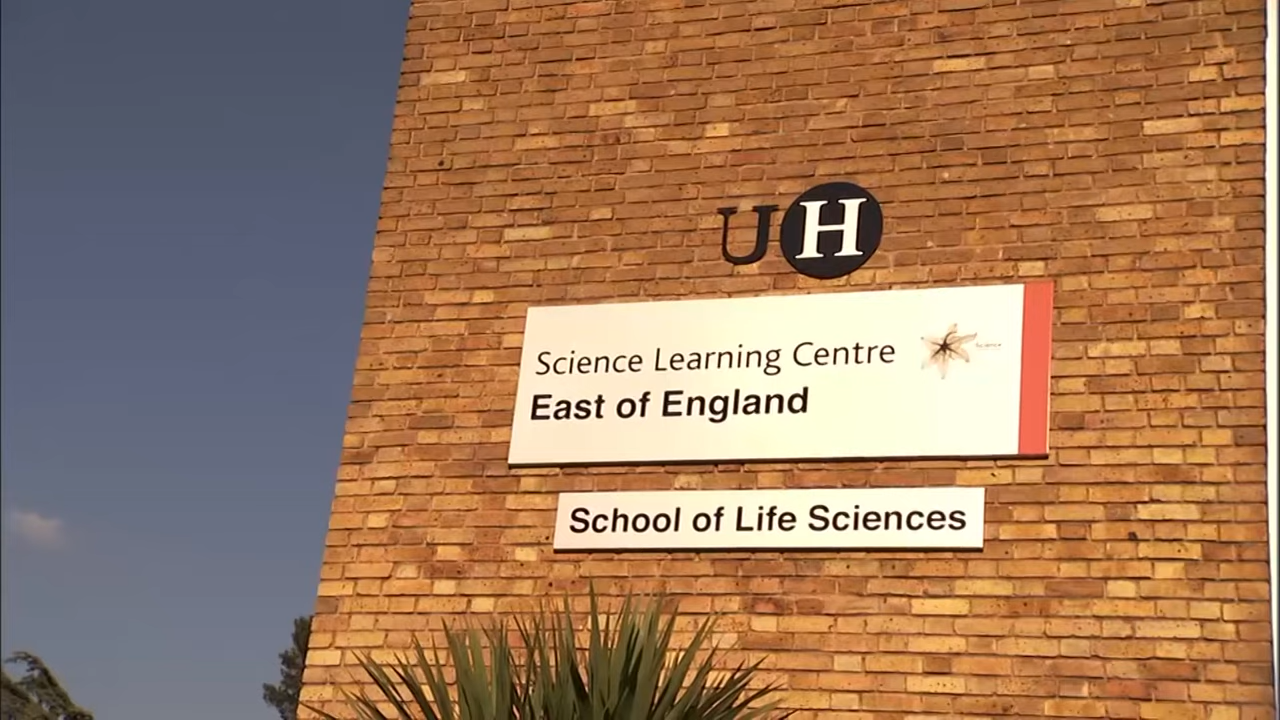 UH
Science Learning Centre
East of England
School of Life Sciences